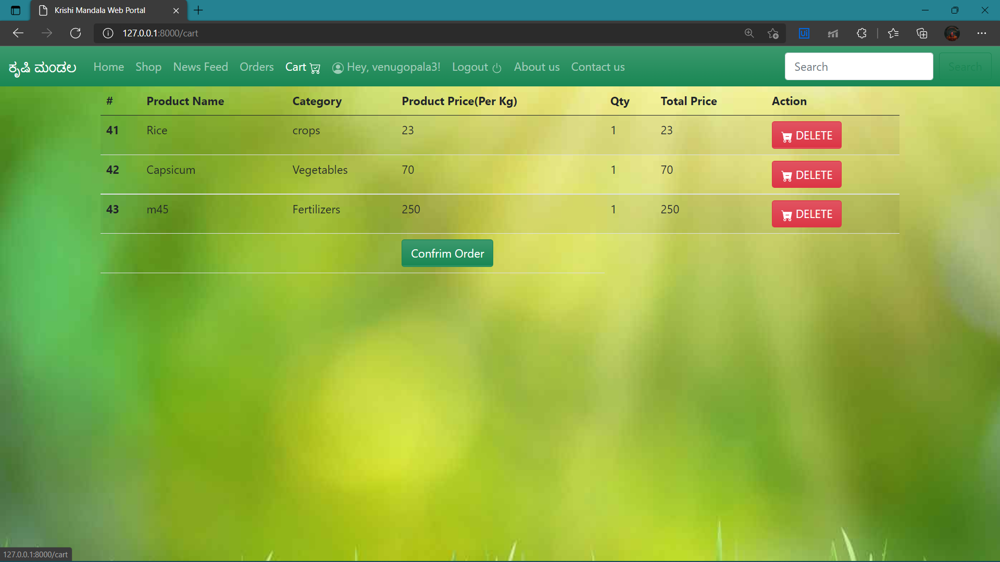 Krishi Mandala Web Portal
127.0.0.1:8000/cart
ಕೃಷಿ ಮಂಡಲ Home Shop News Feed Orders Cart Hey, venugopala3! Logout About us Contact us Search Search
# Product Name Category Product Price(Per Kg) Qty Total Price Action
41 Rice crops 23 1 23 DELETE
42 Capsicum Vegetables 70 1 70 DELETE
43 m45 Fertilizers 250 1 250 DELETE
Confrim Order
127.0.0.1:8000/cart